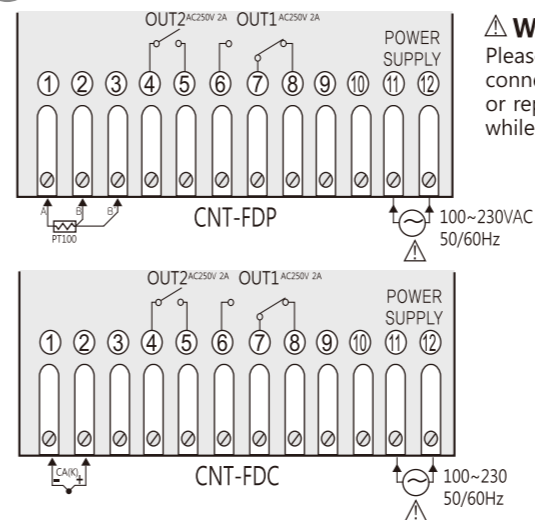 OUT2 AC250V 2A OUT1 AC250V 2A
POWER
SUPPLY
① ② ③ ④ ⑤ ⑥ ⑦ ⑧ ⑨ ⑩ ⑪ ⑫
A B B
PT100
CNT-FDP
100~230VAC
50/60Hz
⚠ W
Pleas
conne
or rep
while
OUT2 AC250V 2A OUT1 AC250V 2A
POWER
SUPPLY
① ② ③ ④ ⑤ ⑥ ⑦ ⑧ ⑨ ⑩ ⑪ ⑫
CA(K)
- +
CNT-FDC
100~230
50/60Hz